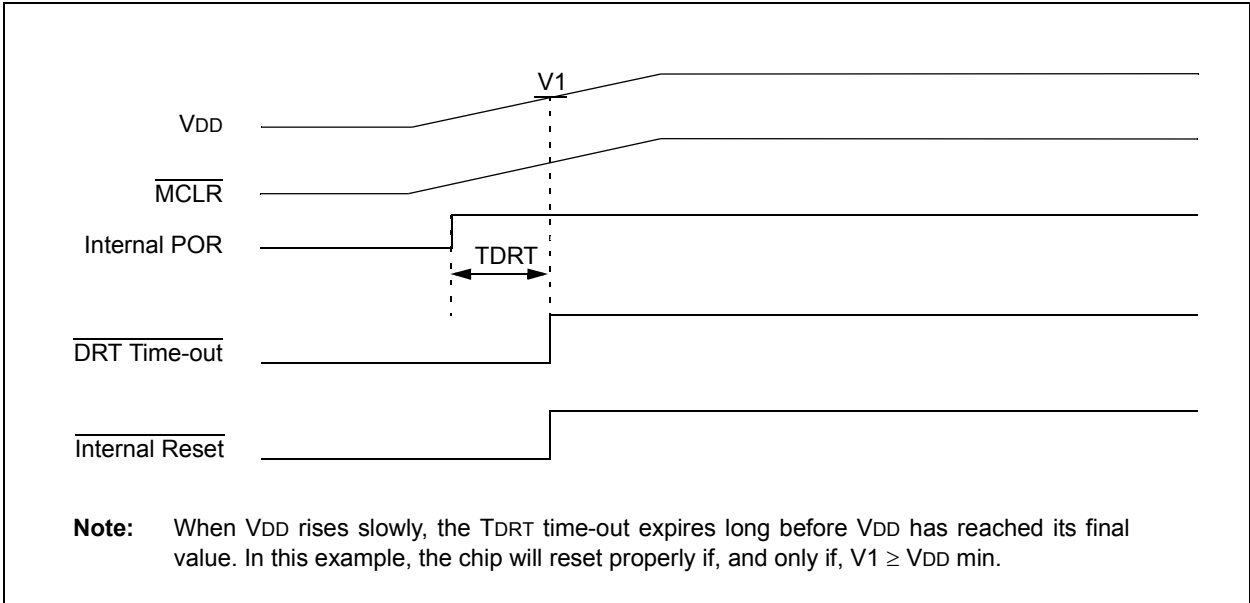 V1
VDD
MCLR
Internal POR
TDRT
DRT Time-out
Internal Reset
Note: When VDD rises slowly, the TDRT time-out expires long before VDD has reached its final
value. In this example, the chip will reset properly if, and only if, V1 ≥ VDD min.